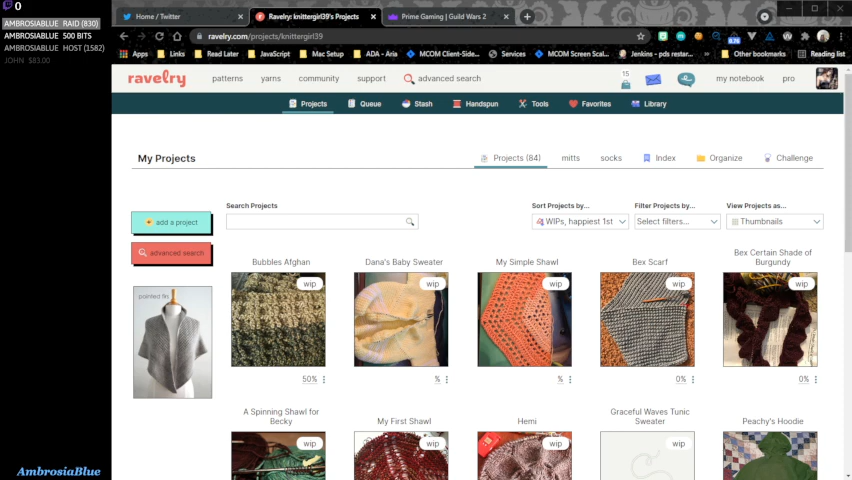 0
AMBROSIABLUE RAID (830)
AMBROSIABLUE 500 BITS
AMBROSIABLUE HOST (1582)
JOHN $83.00
Home / Twitter
Ravelry: knittergirl39's Projects
Prime Gaming | Guild Wars 2
ravelry.com/projects/knittergirl39
0.76
Apps
Links
Read Later
JavaScript
Mac Setup
ADA - Aria
MCOM Client-Side...
Services
MCOM Screen Scal...
Jenkins - pds restar...
Other bookmarks
Reading list
ravelry
patterns
yarns
community
support
advanced search
15
my notebook
pro
Projects
Queue
Stash
Handspun
Tools
Favorites
Library
My Projects
Projects (84)
mitts
socks
Index
Organize
Challenge
add a project
advanced search
Search Projects
Sort Projects by...
WIPs, happiest 1st
Filter Projects by...
Select filters...
View Projects as...
Thumbnails
Bubbles Afghan
Dana's Baby Sweater
My Simple Shawl
Bex Scarf
Bex Certain Shade of
Burgundy
wip
wip
wip
wip
wip
50%
%
%
0%
0%
A Spinning Shawl for
Becky
My First Shawl
Hemi
Graceful Waves Tunic
Sweater
Peachy's Hoodie
wip
wip
wip
wip
AmbrosiaBlue